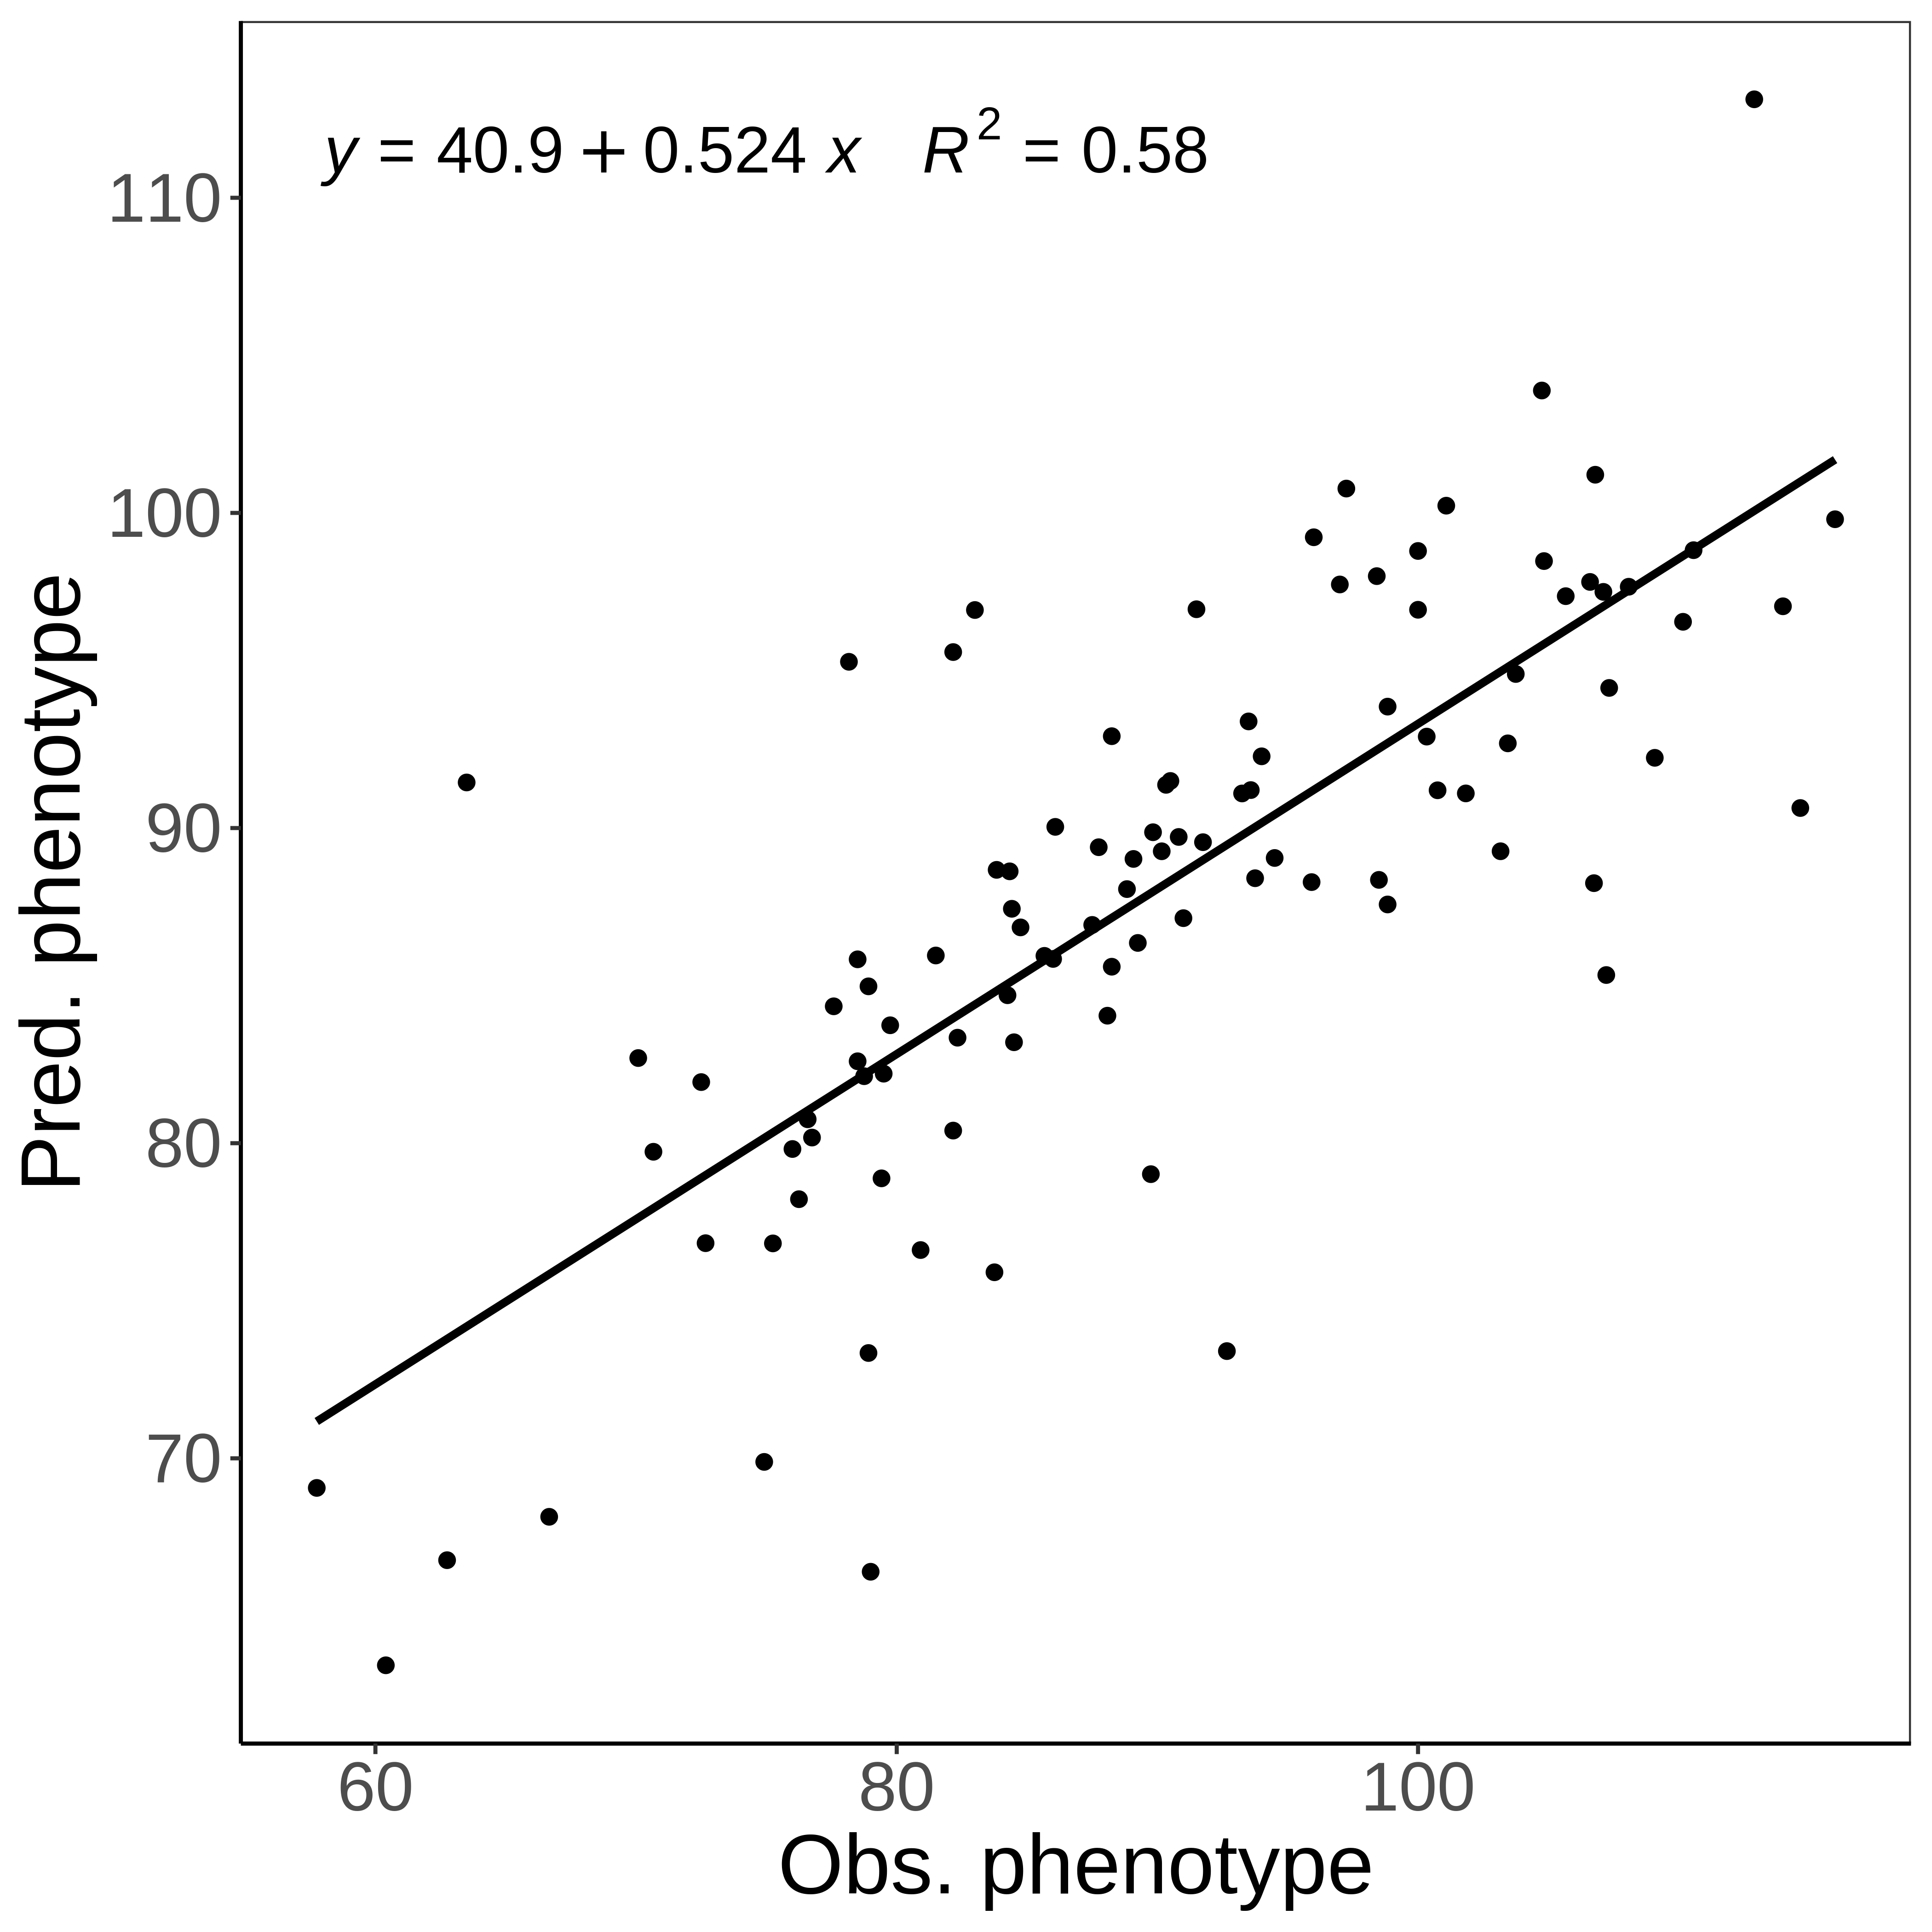 y = 40.9 + 0.524 x R² = 0.58
110
100
90
80
70
Pred. phenotype
60 80 100
Obs. phenotype